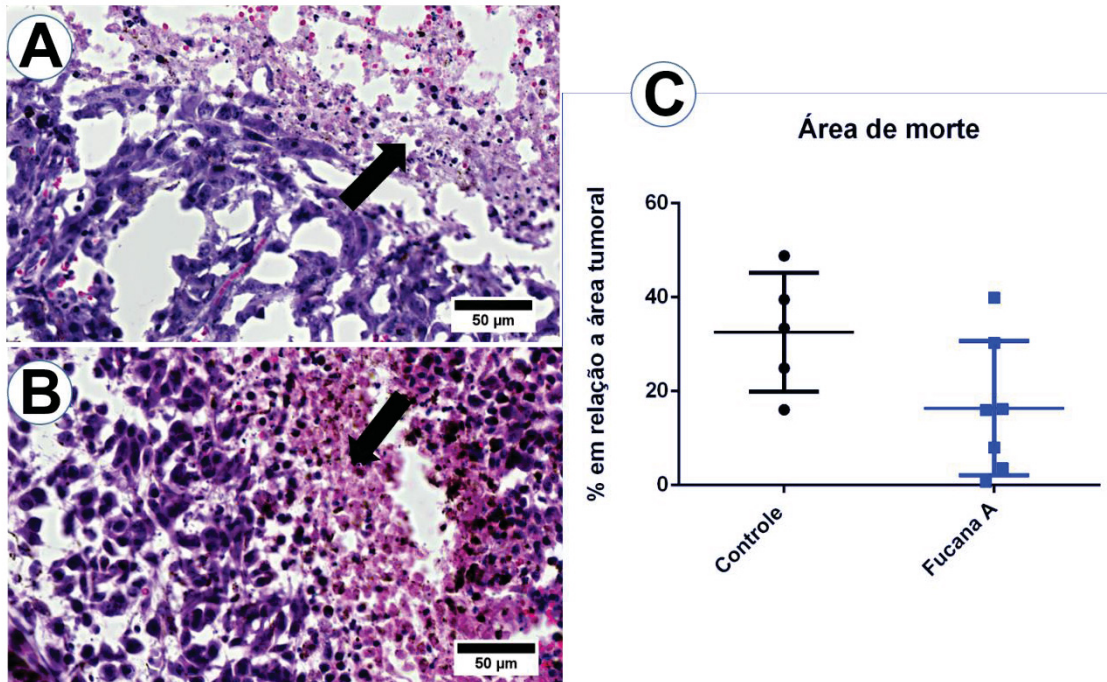 A
50 µm
B
50 µm
C
Área de morte
% em relação a área tumoral
60
40
20
0
Controle
Fucana A